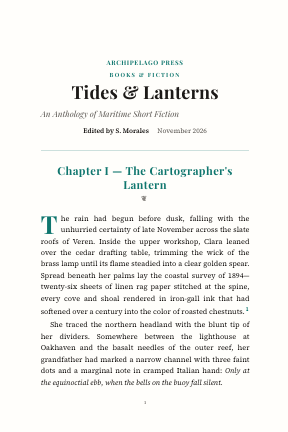 ARCHIPELAGO PRESS
BOOKS & FICTION
Tides & Lanterns
An Anthology of Maritime Short Fiction
Edited by S. Morales November 2026
Chapter I — The Cartographer's
Lantern
❦
The rain had begun before dusk, falling with the
unhurried certainty of late November across the slate
roofs of Veren. Inside the upper workshop, Clara leaned
over the cedar drafting table, trimming the wick of the
brass lamp until its flame steadied into a clear golden spear.
Spread beneath her palms lay the coastal survey of 1894—
twenty-six sheets of linen rag paper stitched at the spine,
every cove and shoal rendered in iron-gall ink that had
softened over a century into the color of roasted chestnuts.1
She traced the northern headland with the blunt tip of
her dividers. Somewhere between the lighthouse at
Oakhaven and the basalt needles of the outer reef, her
grandfather had marked a narrow channel with three faint
dots and a marginal note in cramped Italian hand: Only at
the equinoctial ebb, when the bells on the buoy fall silent.
1